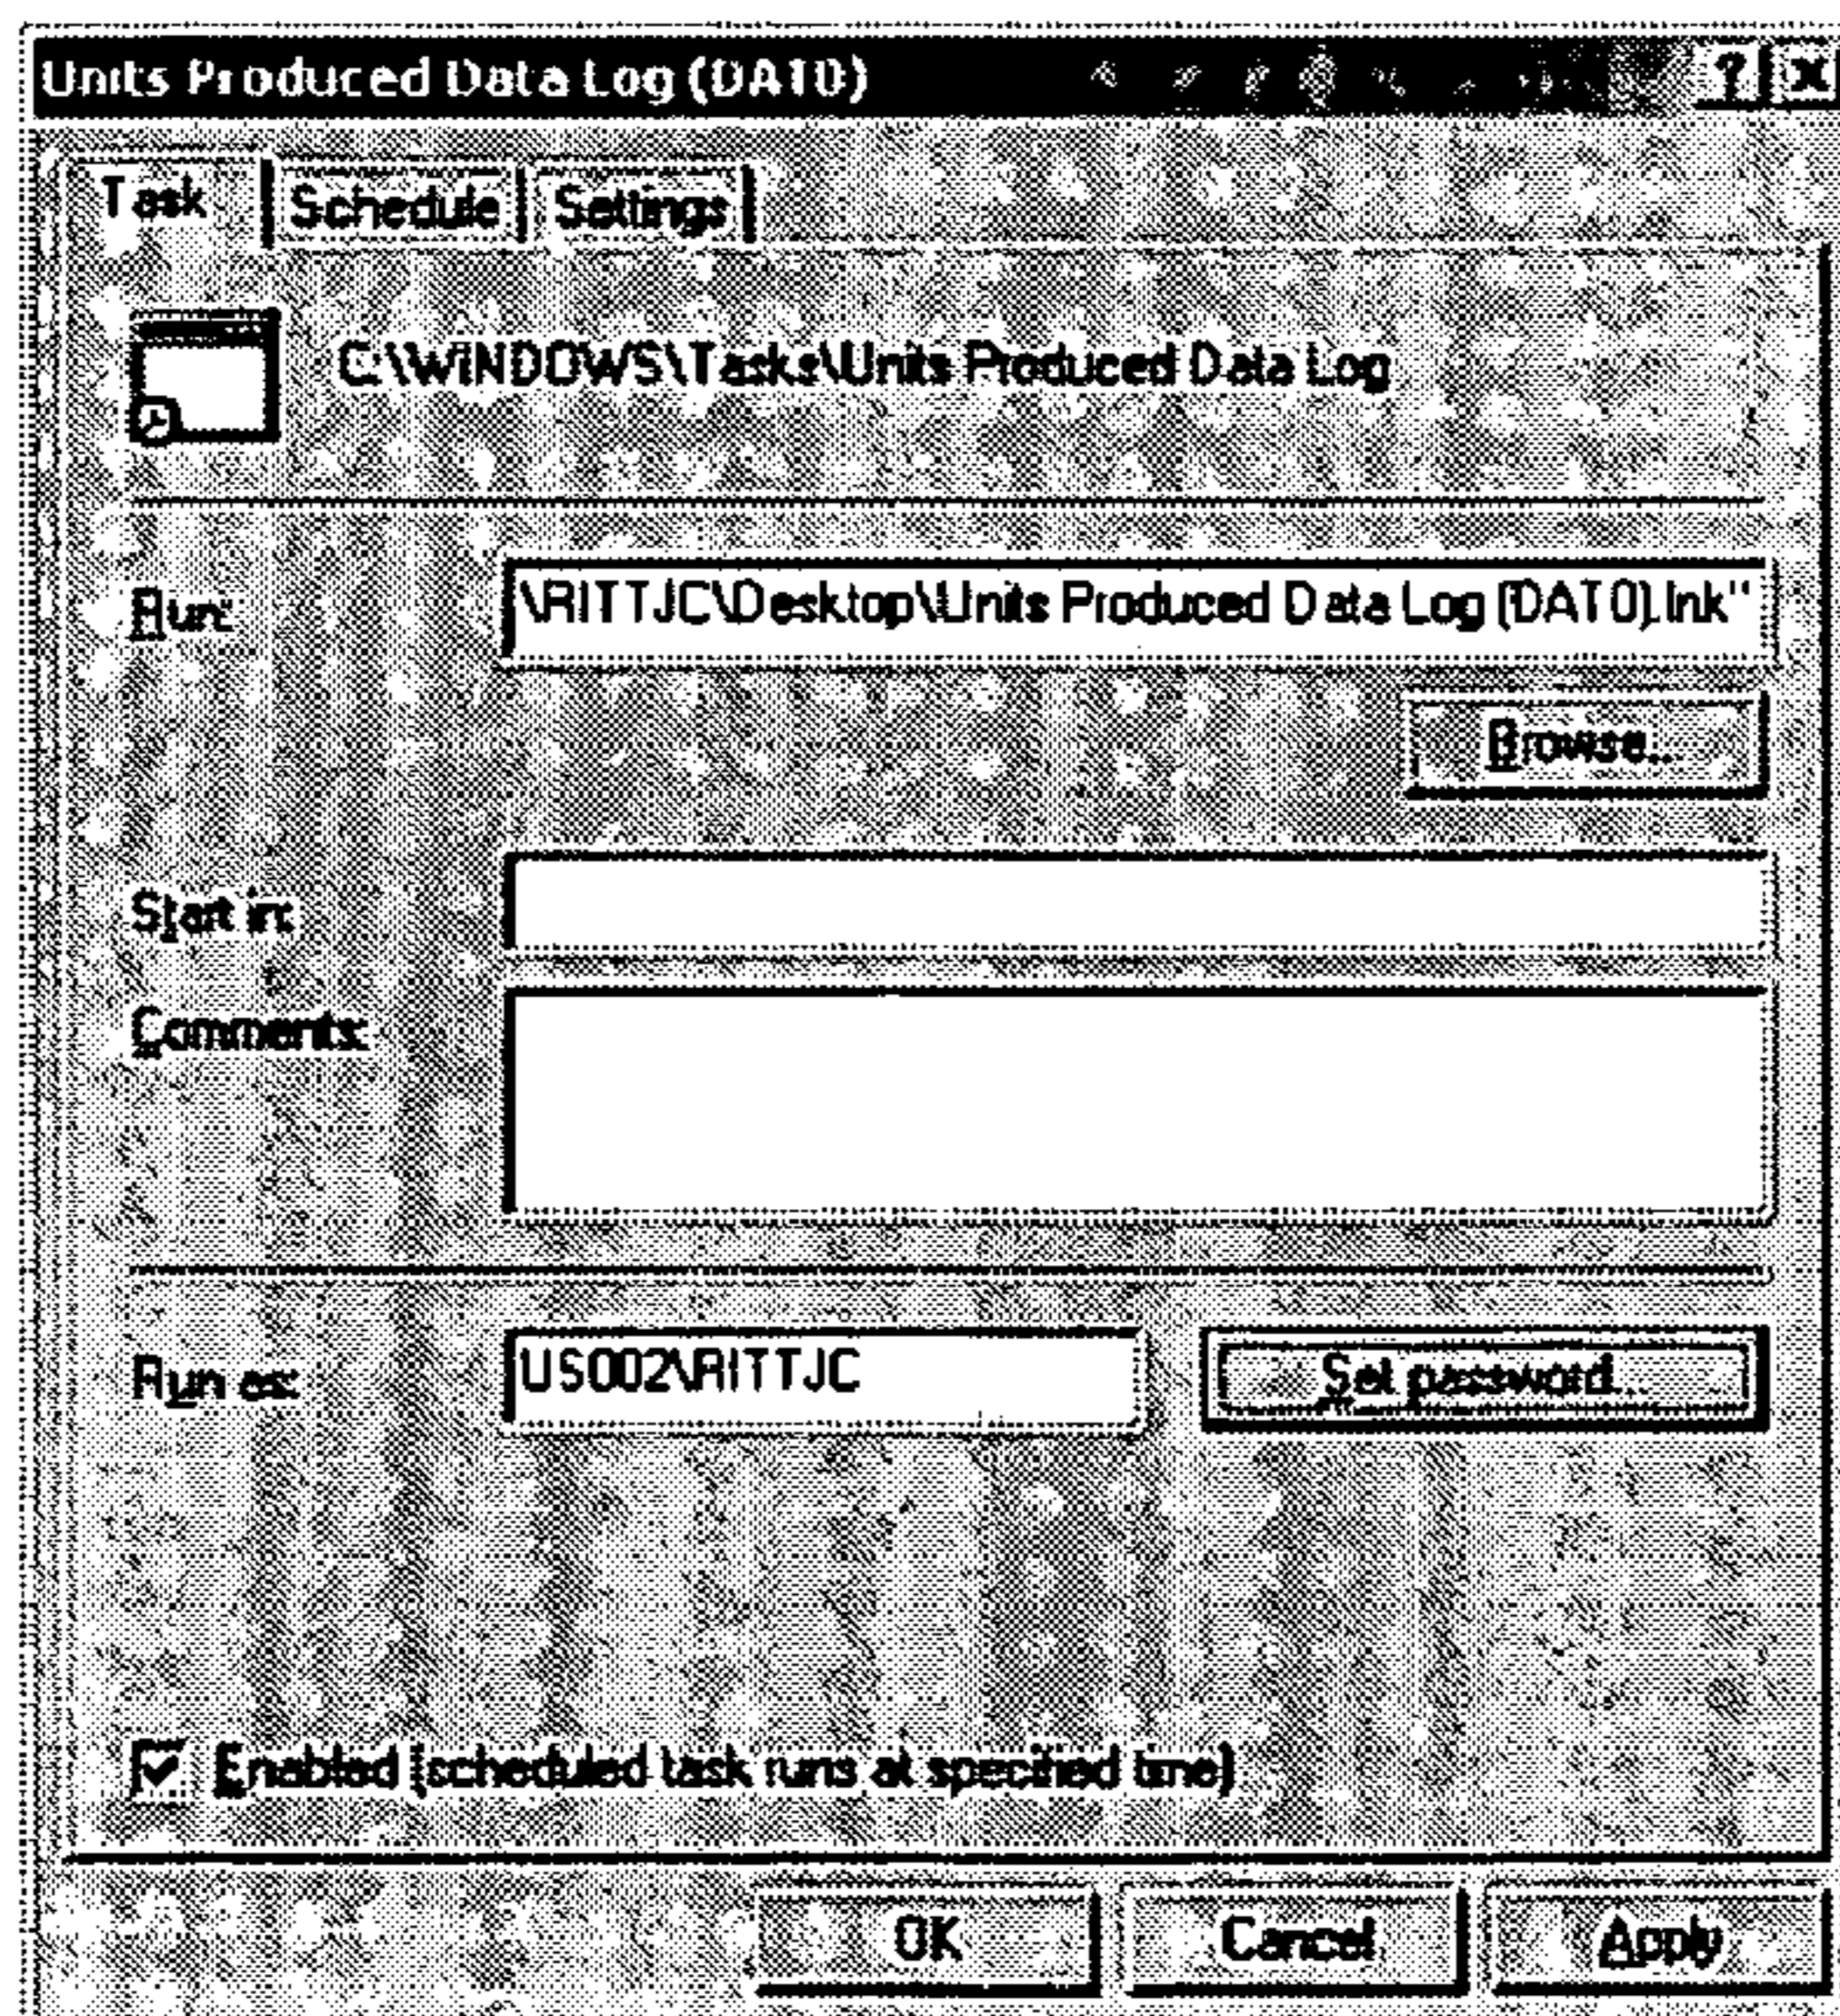 Units Produced Data Log (DAT0)
Task Schedule Settings
C:\WINDOWS\Tasks\Units Produced Data Log
Run: \RITTJC\Desktop\Units Produced Data Log (DAT0).lnk"
Browse...
Start in:
Comments:
Run as: US002\RITTJC Set password...
Enabled (scheduled task runs at specified time)
OK Cancel Apply